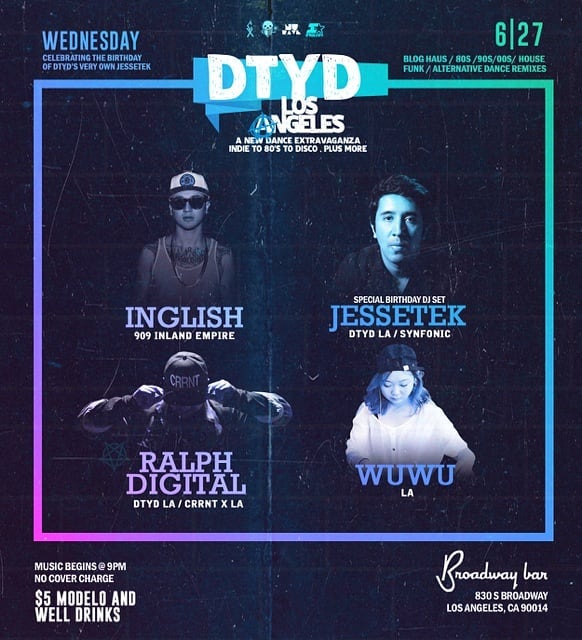 WEDNESDAY
CELEBRATING THE BIRTHDAY
OF DTYD'S VERY OWN JESSETEK
6|27
BLOG HAUS / 80S /90S/00S/ HOUSE
FUNK / ALTERNATIVE DANCE REMIXES
DTYD
LOS
ANGELES
A NEW DANCE EXTRAVAGANZA
INDIE TO 80'S TO DISCO . PLUS MORE
INGLISH
909 INLAND EMPIRE
SPECIAL BIRTHDAY DJ SET
JESSETEK
DTYD LA / SYNFONIC
CRRNT
RALPH
DIGITAL
DTYD LA / CRRNT X LA
WUWU
LA
MUSIC BEGINS @ 9PM
NO COVER CHARGE
$5 MODELO AND
WELL DRINKS
Broadway bar
830 S BROADWAY
LOS ANGELES, CA 90014